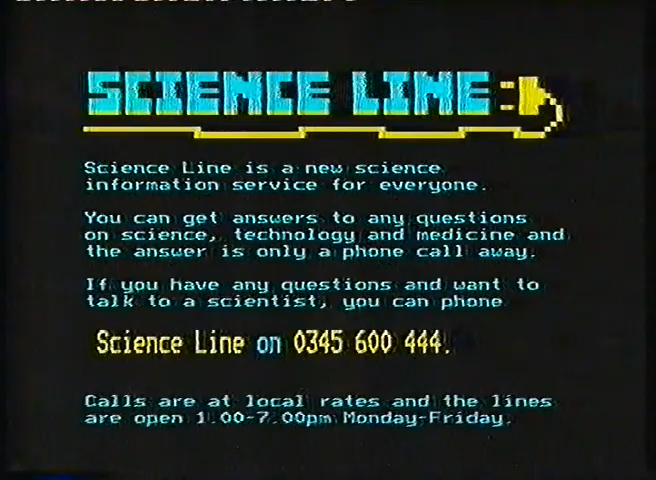 SCIENCE LINE
Science Line is a new science
information service for everyone.
You can get answers to any questions
on science, technology and medicine and
the answer is only a phone call away.
If you have any questions and want to
talk to a scientist, you can phone
Science Line on 0345 600 444.
Calls are at local rates and the lines
are open 1.00-7.00pm Monday-Friday.